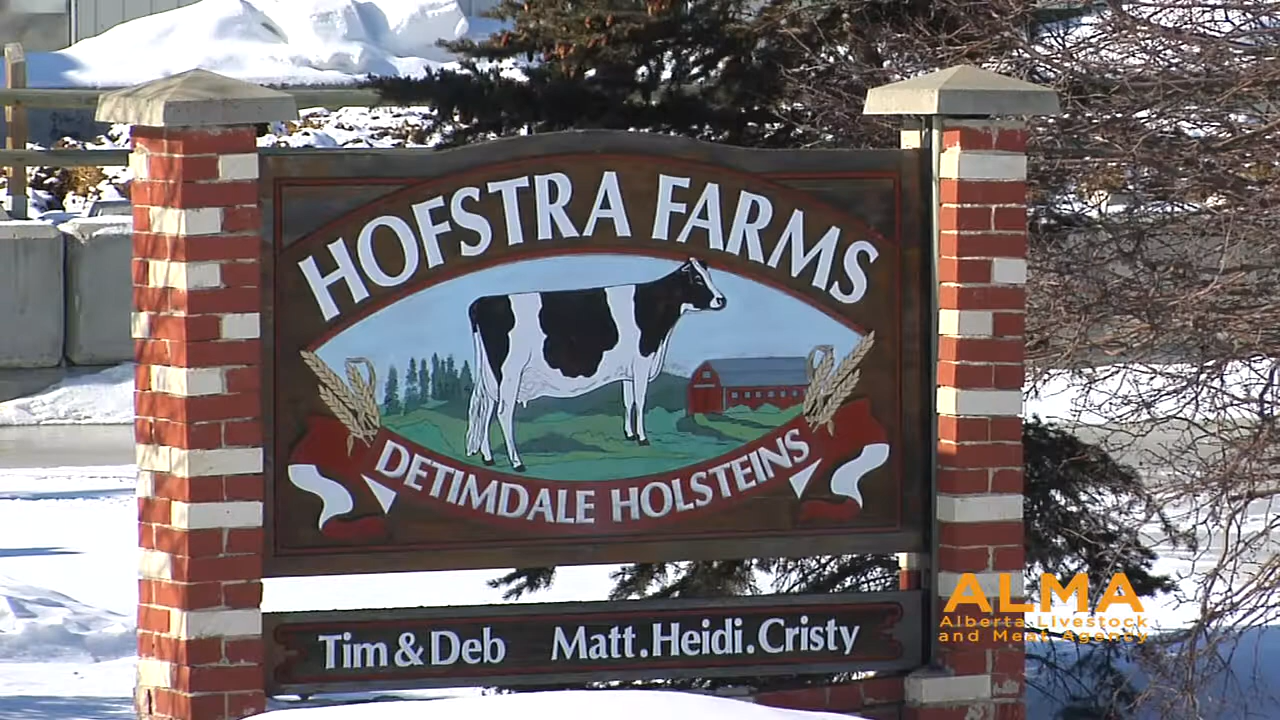 HOFSTRA FARMS
DETIMDALE HOLSTEINS
Tim & Deb Matt.Heidi.Cristy
ALMA
Alberta Livestock
and Meat Agency